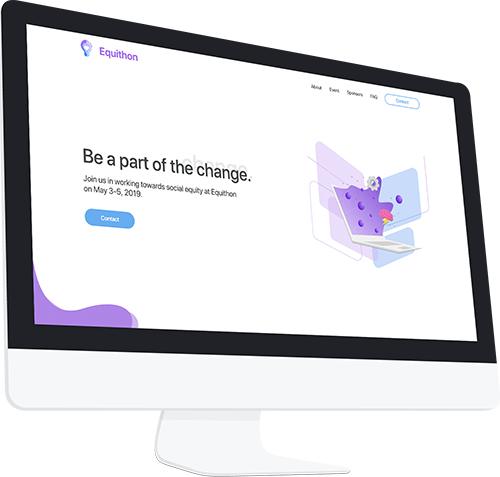 Equithon
About Event Sponsors FAQ Contact
change
Be a part of the change.
Join us in working towards social equity at Equithon
on May 3-5, 2019.
Contact